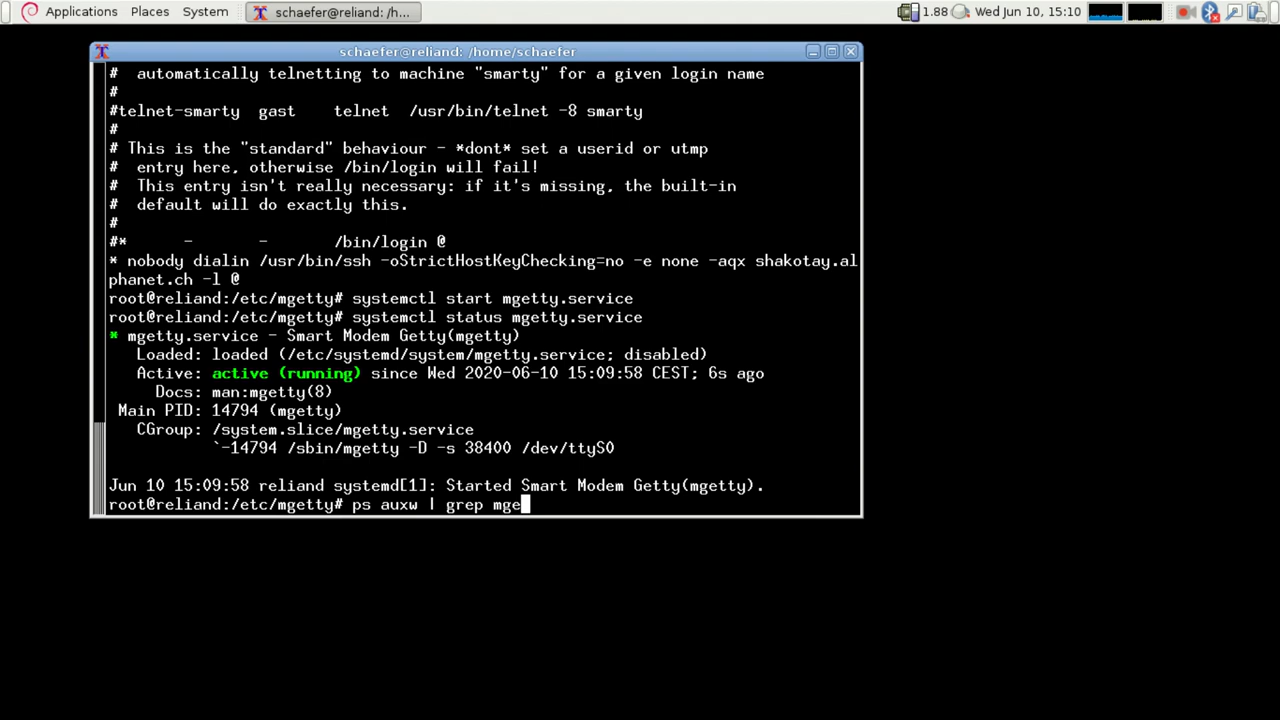 Applications Places System schaefer@reliand: /h... 1.88 Wed Jun 10, 15:10
schaefer@reliand: /home/schaefer
#  automatically telnetting to machine "smarty" for a given login name
#
#telnet-smarty  gast    telnet  /usr/bin/telnet -8 smarty
#
# This is the "standard" behaviour - *dont* set a userid or utmp
#  entry here, otherwise /bin/login will fail!
#  This entry isn't really necessary: if it's missing, the built-in
#  default will do exactly this.
#
#*      -       -       /bin/login @
* nobody dialin /usr/bin/ssh -oStrictHostKeyChecking=no -e none -aqx shakotay.al
phanet.ch -l @
root@reliand:/etc/mgetty# systemctl start mgetty.service
root@reliand:/etc/mgetty# systemctl status mgetty.service
* mgetty.service - Smart Modem Getty(mgetty)
   Loaded: loaded (/etc/systemd/system/mgetty.service; disabled)
   Active: active (running) since Wed 2020-06-10 15:09:58 CEST; 6s ago
     Docs: man:mgetty(8)
 Main PID: 14794 (mgetty)
   CGroup: /system.slice/mgetty.service
           `-14794 /sbin/mgetty -D -s 38400 /dev/ttyS0
Jun 10 15:09:58 reliand systemd[1]: Started Smart Modem Getty(mgetty).
root@reliand:/etc/mgetty# ps auxw | grep mge